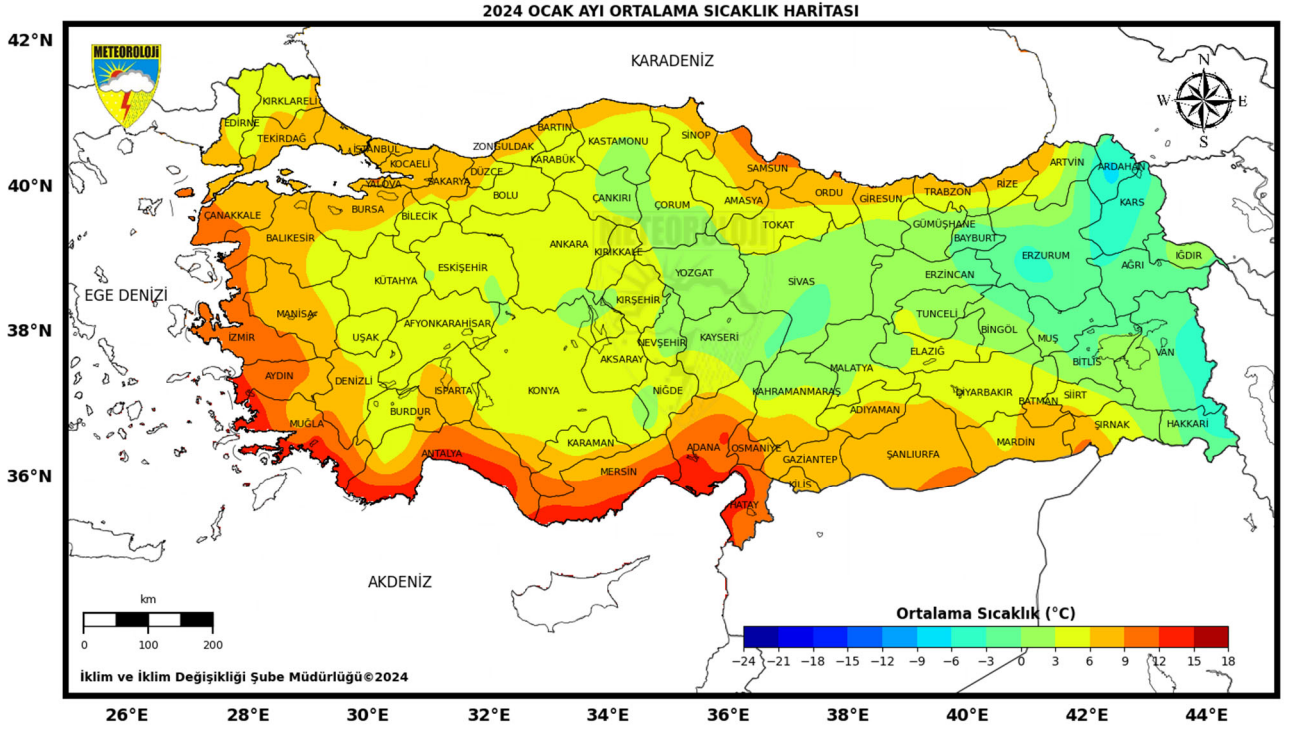 2024 OCAK AYI ORTALAMA SICAKLIK HARİTASI
42°N
40°N
38°N
36°N
METEOROLOJİ
KARADENİZ
N
W E
S
KIRKLARELİ
EDİRNE
TEKİRDAĞ
İSTANBUL
KOCAELİ
YALOVA
SAKARYA
DÜZCE
ZONGULDAK
BARTIN
KARABÜK
KASTAMONU
SİNOP
SAMSUN
ORDU
GİRESUN
TRABZON
RİZE
ARTVİN
ARDAHAN
KARS
ÇANAKKALE
BALIKESİR
BURSA
BİLECİK
BOLU
ÇANKIRI
ÇORUM
AMASYA
TOKAT
GÜMÜŞHANE
BAYBURT
ERZURUM
AĞRI
IĞDIR
METEOROLOJİ
EGE DENİZİ
KÜTAHYA
ESKİŞEHİR
ANKARA
KIRIKKALE
YOZGAT
SİVAS
ERZİNCAN
TUNCELİ
BİNGÖL
MUŞ
BİTLİS
VAN
MANİSA
İZMİR
UŞAK
AFYONKARAHİSAR
KIRŞEHİR
NEVŞEHİR
KAYSERİ
AKSARAY
MALATYA
ELAZIĞ
AYDIN
DENİZLİ
ISPARTA
BURDUR
KONYA
NİĞDE
KAHRAMANMARAŞ
ADIYAMAN
DİYARBAKIR
BATMAN
SİİRT
ŞIRNAK
HAKKARİ
MUĞLA
ANTALYA
KARAMAN
MERSİN
ADANA
OSMANİYE
GAZİANTEP
KİLİS
ŞANLIURFA
MARDİN
HATAY
AKDENİZ
km
0 100 200
İklim ve İklim Değişikliği Şube Müdürlüğü©2024
Ortalama Sıcaklık (°C)
−24 −21 −18 −15 −12 −9 −6 −3 0 3 6 9 12 15 18
26°E 28°E 30°E 32°E 34°E 36°E 38°E 40°E 42°E 44°E